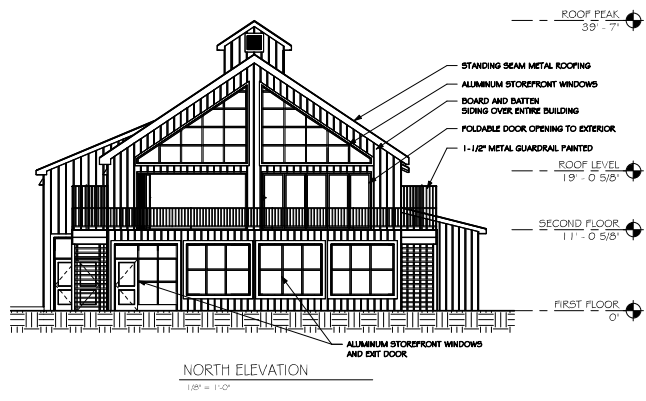 ROOF PEAK
39' - 7"
STANDING SEAM METAL ROOFING
ALUMINUM STOREFRONT WINDOWS
BOARD AND BATTEN
SIDING OVER ENTIRE BUILDING
FOLDABLE DOOR OPENING TO EXTERIOR
1-1/2" METAL GUARDRAIL PAINTED
ROOF LEVEL
19' - 0 5/8"
SECOND FLOOR
11' - 0 5/8"
FIRST FLOOR
0"
ALUMINUM STOREFRONT WINDOWS
AND EXIT DOOR
NORTH ELEVATION
1/8" = 1'-0"